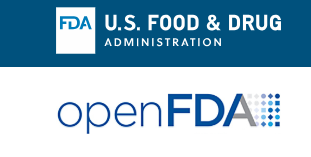 FDA U.S. FOOD & DRUG
ADMINISTRATION
openFDA